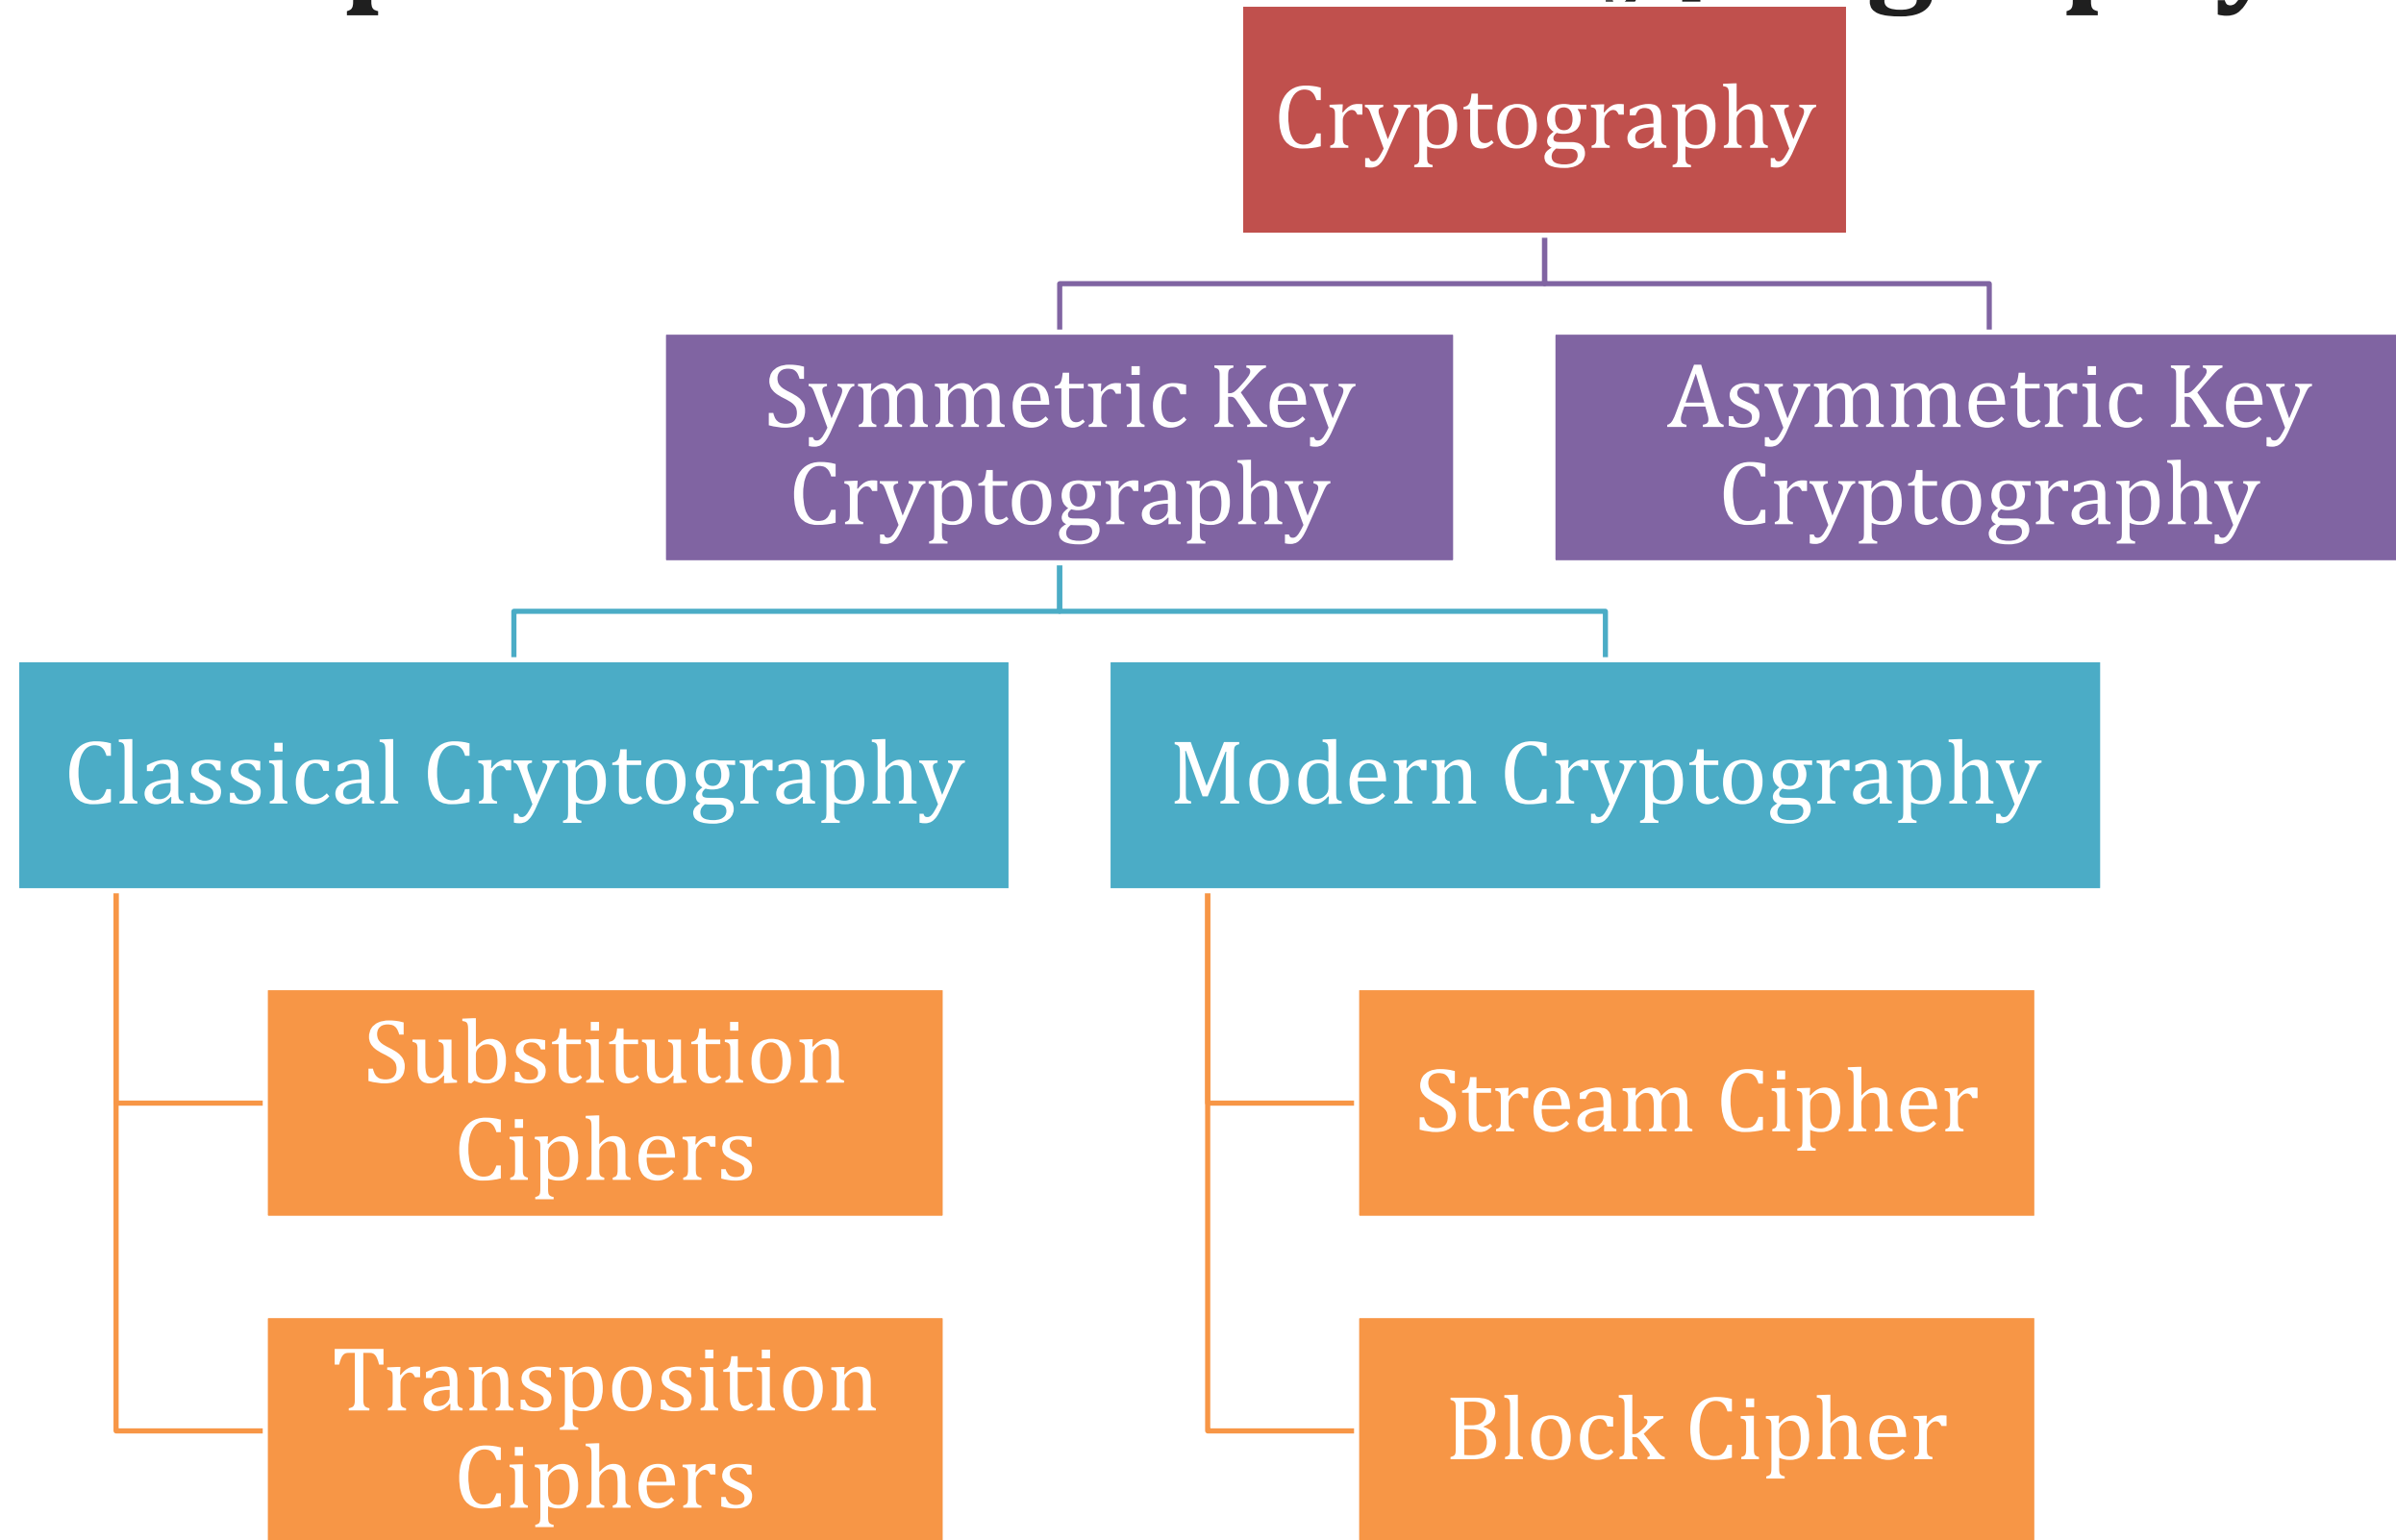 Cryptography
Symmetric Key
Cryptography
Asymmetric Key
Cryptography
Classical Cryptography
Modern Cryptography
Substitution
Ciphers
Stream Cipher
Transposition
Ciphers
Block Cipher